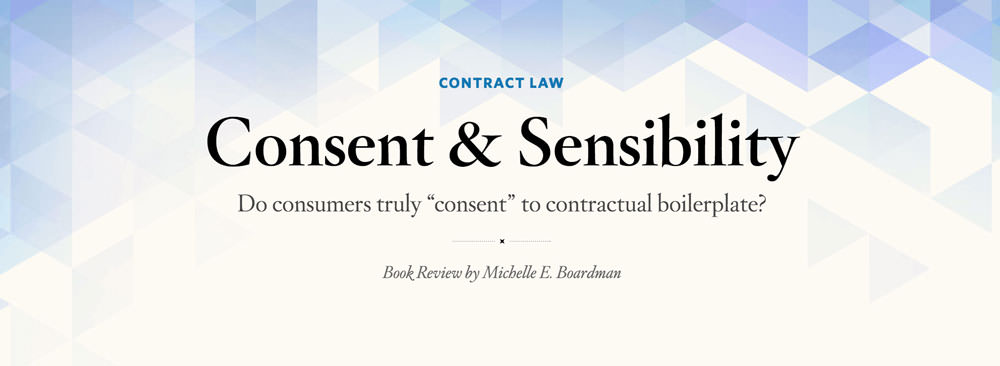 CONTRACT LAW
Consent & Sensibility
Do consumers truly “consent” to contractual boilerplate?
Book Review by Michelle E. Boardman